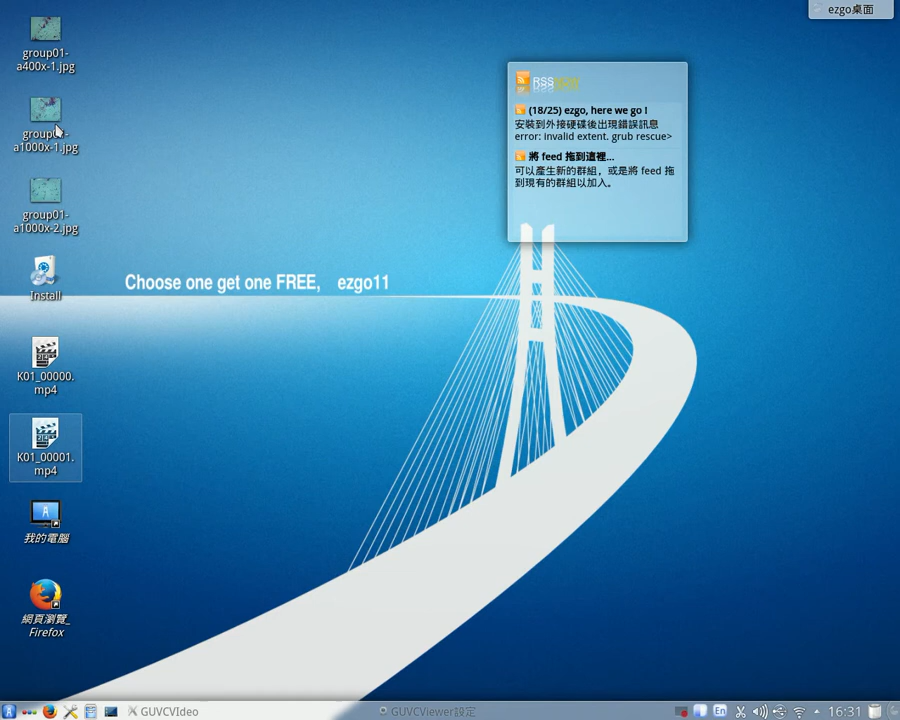 ezgo桌面
group01-
a400x-1.jpg
group01-
a1000x-1.jpg
group01-
a1000x-2.jpg
Install
K01_00000.
mp4
K01_00001.
mp4
我的電腦
網頁瀏覽_
Firefox
RSS
(18/25) ezgo, here we go !
安裝到外接硬碟後出現錯誤訊息
error: invalid extent. grub rescue>
將 feed 拖到這裡...
可以產生新的群組，或是將 feed 拖
到現有的群組以加入。
Choose one get one FREE, ezgo11
GUVCVIdeo
GUVCViewer設定
En
16:31